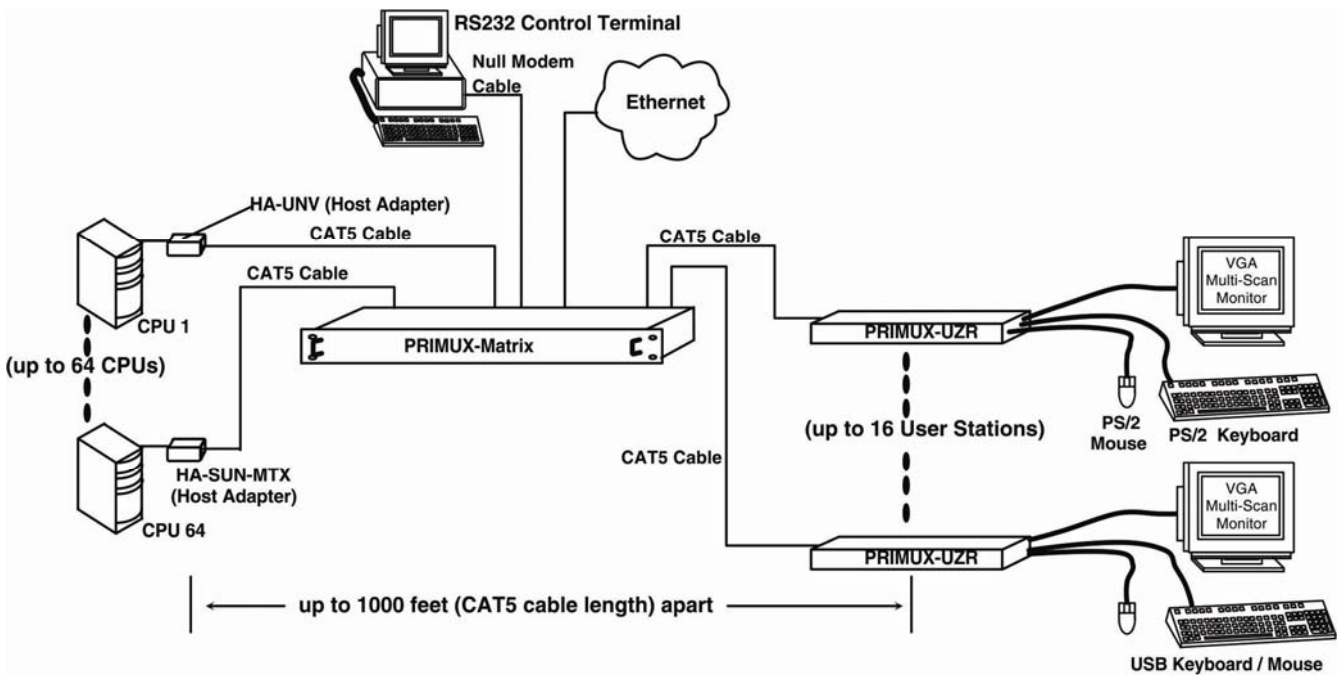 RS232 Control Terminal
Null Modem
Cable
Ethernet
HA-UNV (Host Adapter)
CAT5 Cable
CAT5 Cable
CPU 1
(up to 64 CPUs)
HA-SUN-MTX
(Host Adapter)
CPU 64
PRIMUX-Matrix
CAT5 Cable
CAT5 Cable
PRIMUX-UZR
VGA
Multi-Scan
Monitor
PS/2
Mouse
PS/2 Keyboard
(up to 16 User Stations)
PRIMUX-UZR
VGA
Multi-Scan
Monitor
USB Keyboard / Mouse
up to 1000 feet (CAT5 cable length) apart